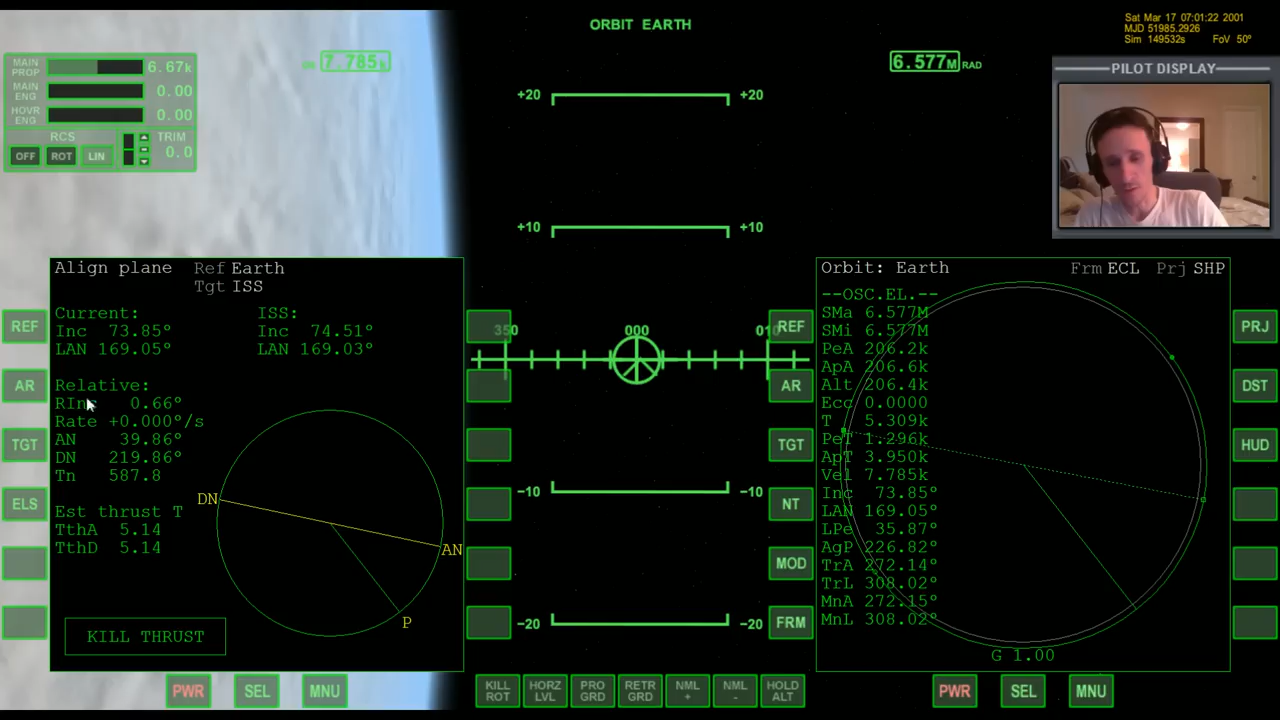 ORBIT EARTH
Sat Mar 17 07:01:22 2001
MJD 51985.2926
Sim 149532s FoV 50°
MAIN PROP 6.67k
MAIN ENG 0.00
HOVR ENG 0.00
RCS TRIM
OFF ROT LIN 0.0
7.785k
6.577M RAD
PILOT DISPLAY
+20 +20
+10 +10
350 000 010
-10 -10
-20 -20
Align plane Ref Earth
Tgt ISS
Current: ISS:
Inc 73.85° Inc 74.51°
LAN 169.05° LAN 169.03°
Relative:
RInc 0.66°
Rate +0.000°/s
AN 39.86°
DN 219.86°
Tn 587.8
Est thrust T
TthA 5.14
TthD 5.14
DN
AN
P
KILL THRUST
REF
AR
TGT
ELS
PWR SEL MNU
KILL ROT
HORZ LVL
PRO GRD
RETR GRD
NML +
NML -
HOLD ALT
REF
AR
TGT
NT
MOD
FRM
Orbit: Earth Frm ECL Prj SHP
--OSC.EL.--
SMa 6.577M
SMi 6.577M
PeA 206.2k
ApA 206.6k
Alt 206.4k
Ecc 0.0000
T 5.309k
PeT 1.296k
ApT 3.950k
Vel 7.785k
Inc 73.85°
LAN 169.05°
LPe 35.87°
AgP 226.82°
TrA 272.14°
TrL 308.02°
MnA 272.15°
MnL 308.02°
G 1.00
PRJ
DST
HUD
PWR SEL MNU